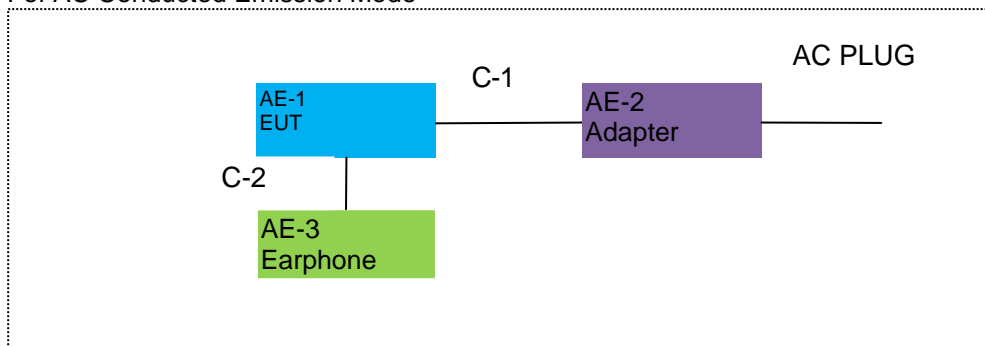 AC PLUG
C-1
AE-1
EUT
AE-2
Adapter
C-2
AE-3
Earphone